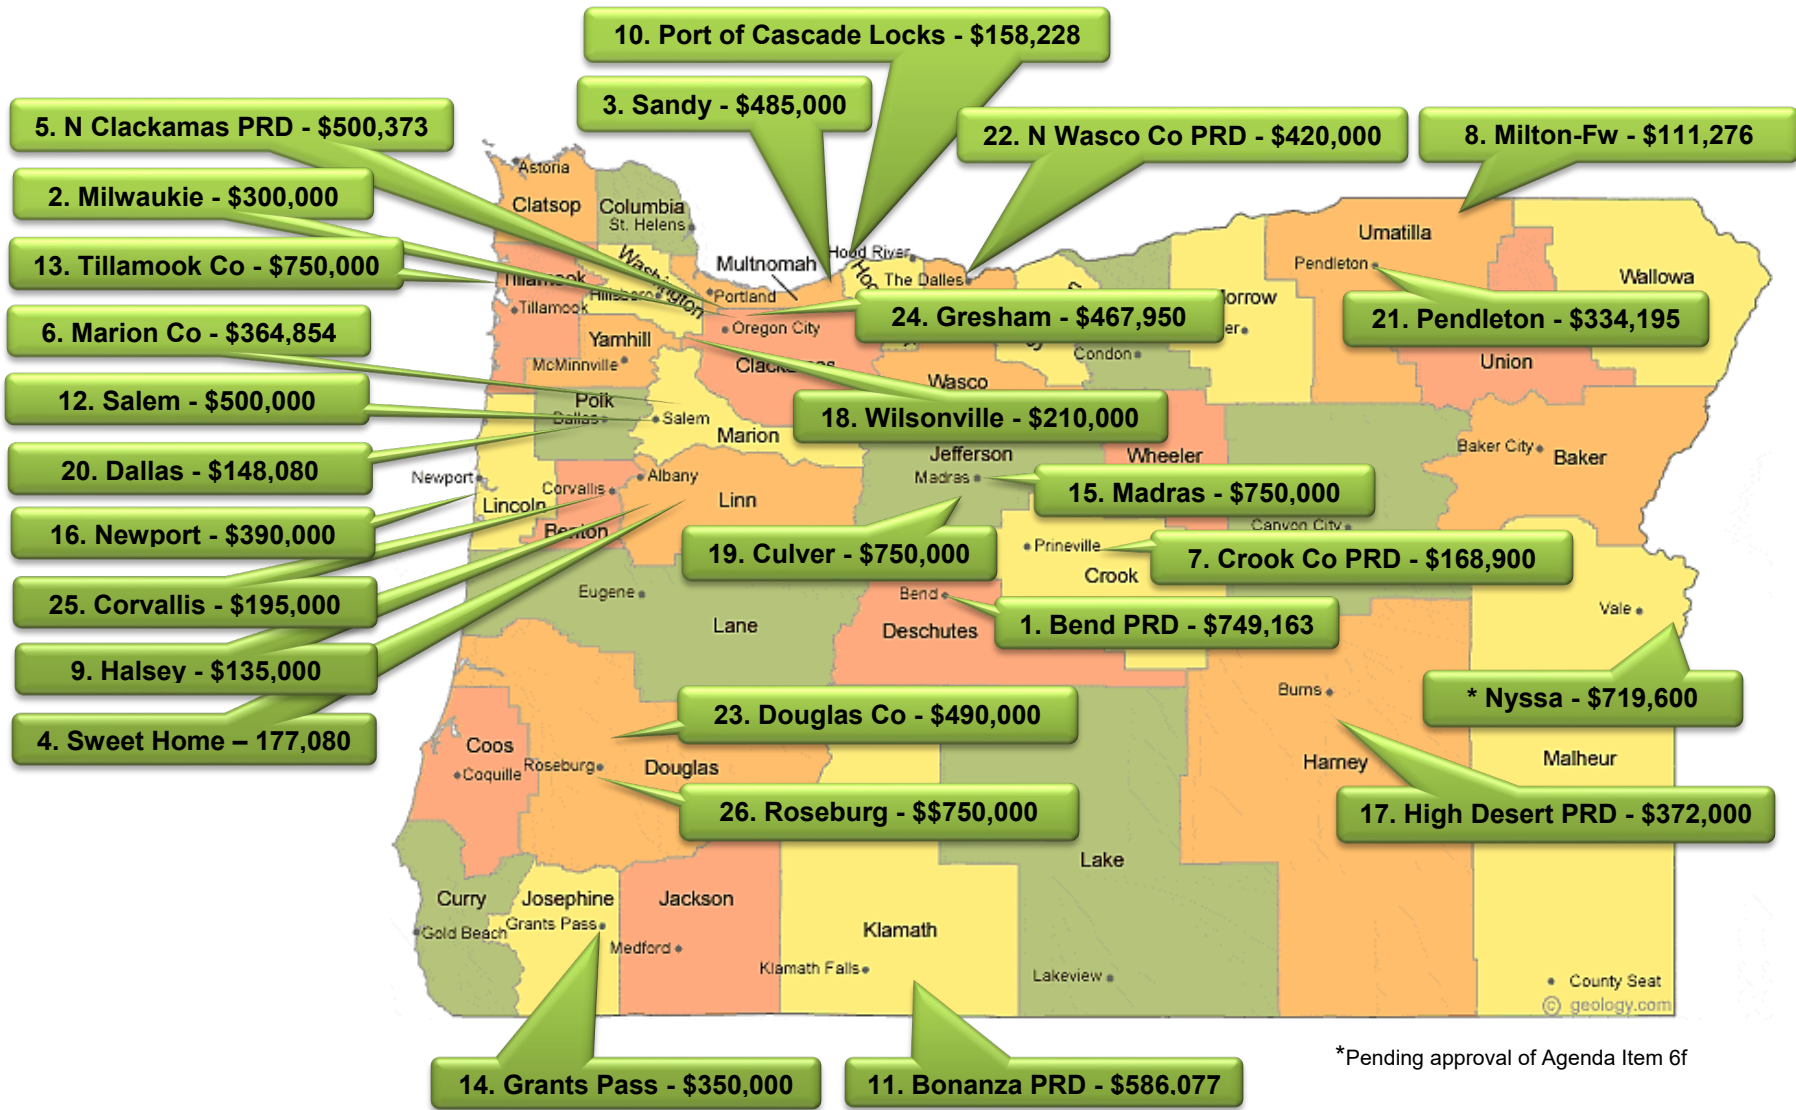 10. Port of Cascade Locks - $158,228
3. Sandy - $485,000
5. N Clackamas PRD - $500,373
22. N Wasco Co PRD - $420,000
8. Milton-Fw - $111,276
2. Milwaukie - $300,000
13. Tillamook Co - $750,000
6. Marion Co - $364,854
12. Salem - $500,000
20. Dallas - $148,080
16. Newport - $390,000
25. Corvallis - $195,000
9. Halsey - $135,000
4. Sweet Home – 177,080
24. Gresham - $467,950
21. Pendleton - $334,195
18. Wilsonville - $210,000
15. Madras - $750,000
19. Culver - $750,000
7. Crook Co PRD - $168,900
1. Bend PRD - $749,163
* Nyssa - $719,600
23. Douglas Co - $490,000
26. Roseburg - $$750,000
17. High Desert PRD - $372,000
14. Grants Pass - $350,000
11. Bonanza PRD - $586,077
Astoria
Clatsop
Columbia
St. Helens
Washington
Hillsboro
Multnomah
Portland
Hood River
The Dalles
Tillamook
Tillamook
Oregon City
Clackamas
Yamhill
McMinnville
Wasco
Condon
Umatilla
Pendleton
Wallowa
Union
Polk
Dallas
Salem
Marion
Jefferson
Madras
Wheeler
Baker City
Baker
Newport
Lincoln
Corvallis
Benton
Albany
Linn
Prineville
Crook
Canyon City
Eugene
Lane
Bend
Deschutes
Vale
Burns
Harney
Malheur
Coos
Coquille
Roseburg
Douglas
Lake
Curry
Gold Beach
Josephine
Grants Pass
Jackson
Medford
Klamath
Klamath Falls
Lakeview
County Seat
© geology.com
*Pending approval of Agenda Item 6f